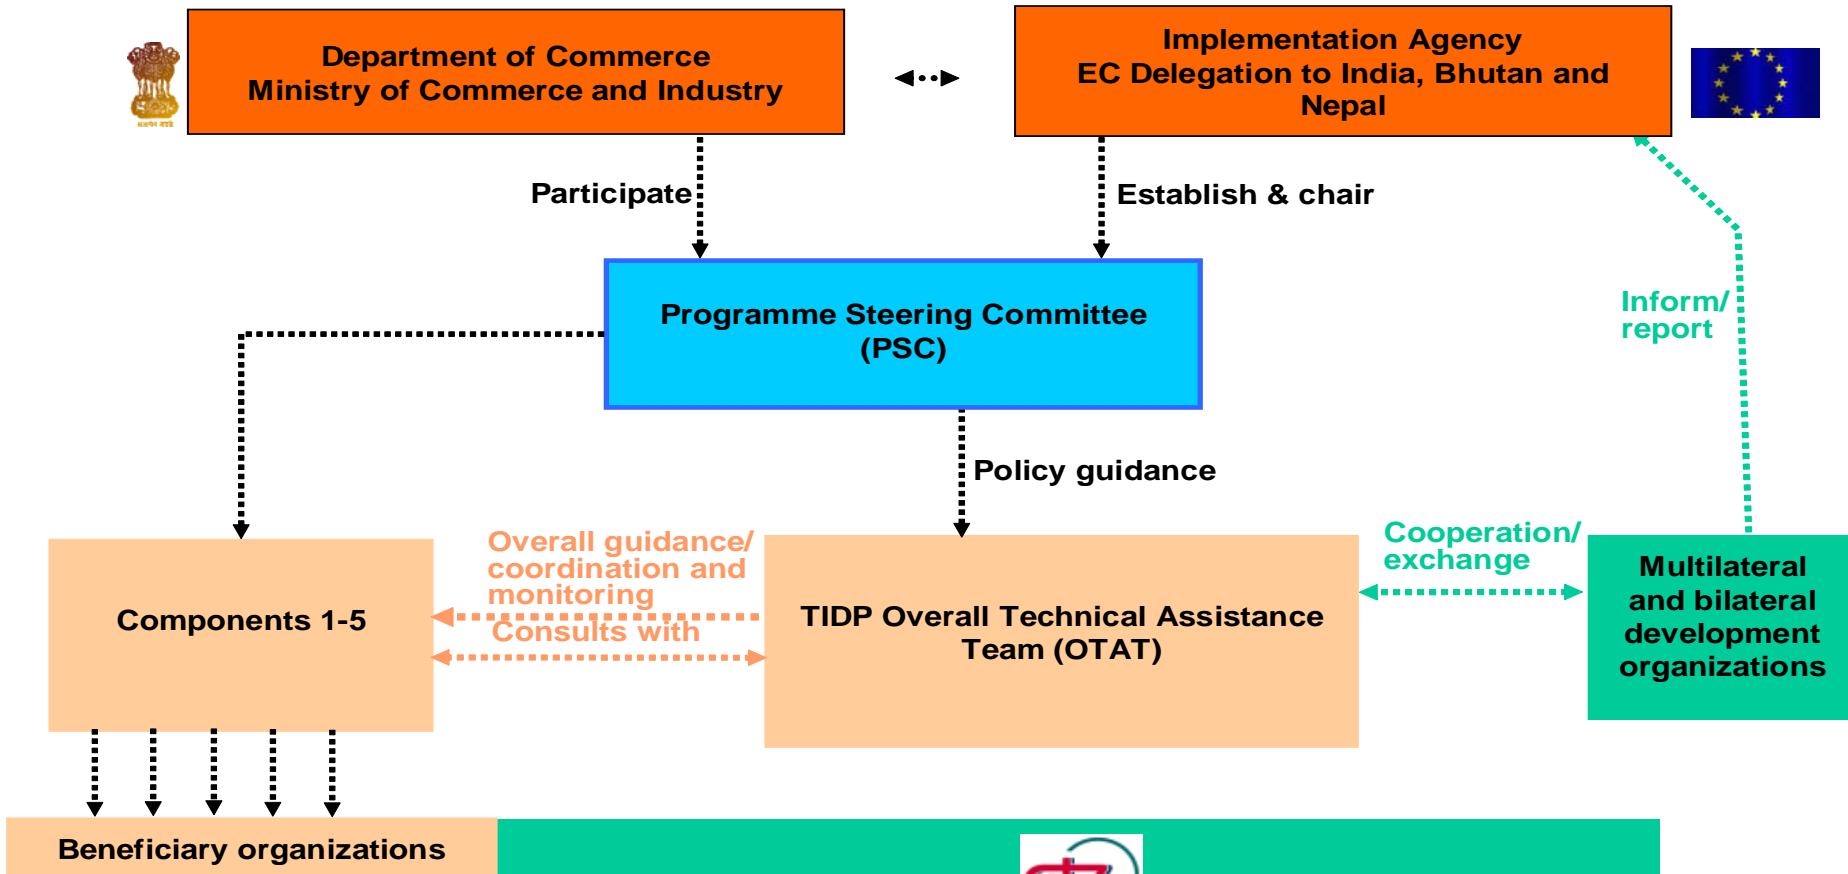 Department of Commerce
Ministry of Commerce and Industry
Implementation Agency
EC Delegation to India, Bhutan and
Nepal
Participate
Establish & chair
Programme Steering Committee
(PSC)
Inform/
report
Policy guidance
Overall guidance/
coordination and
monitoring
Consults with
Cooperation/
exchange
Components 1-5
TIDP Overall Technical Assistance
Team (OTAT)
Multilateral
and bilateral
development
organizations
Beneficiary organizations